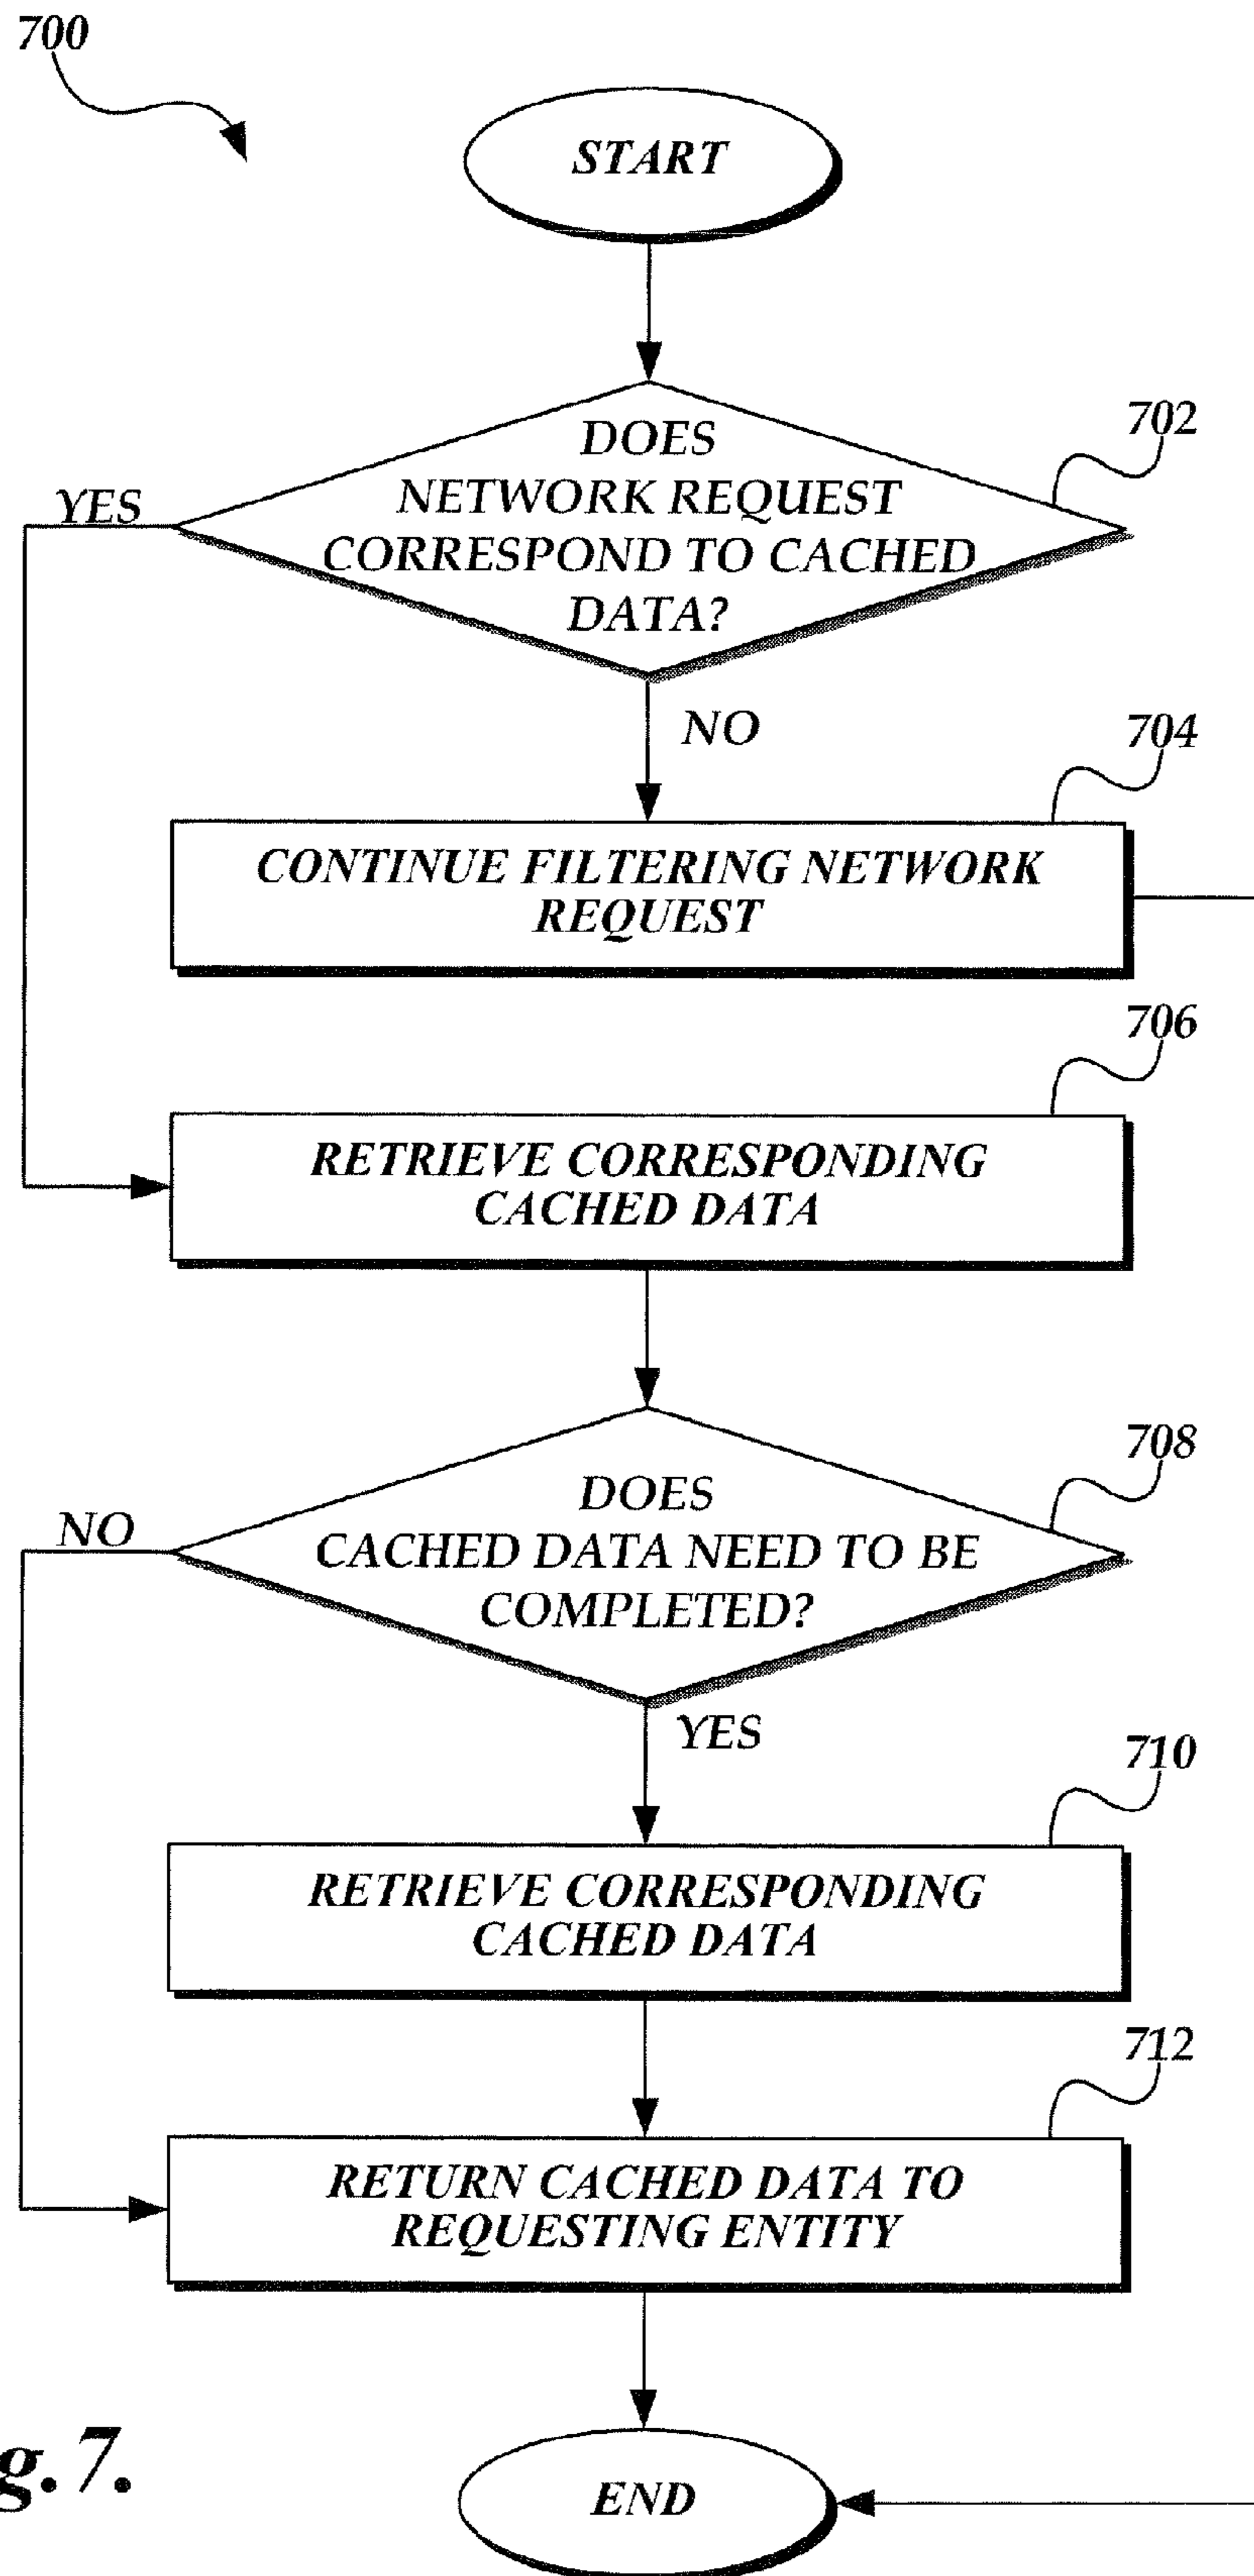 700
START
702
DOES
NETWORK REQUEST
CORRESPOND TO CACHED
DATA?
YES
NO
704
CONTINUE FILTERING NETWORK
REQUEST
706
RETRIEVE CORRESPONDING
CACHED DATA
708
DOES
CACHED DATA NEED TO BE
COMPLETED?
NO
YES
710
RETRIEVE CORRESPONDING
CACHED DATA
712
RETURN CACHED DATA TO
REQUESTING ENTITY
END
g.7.